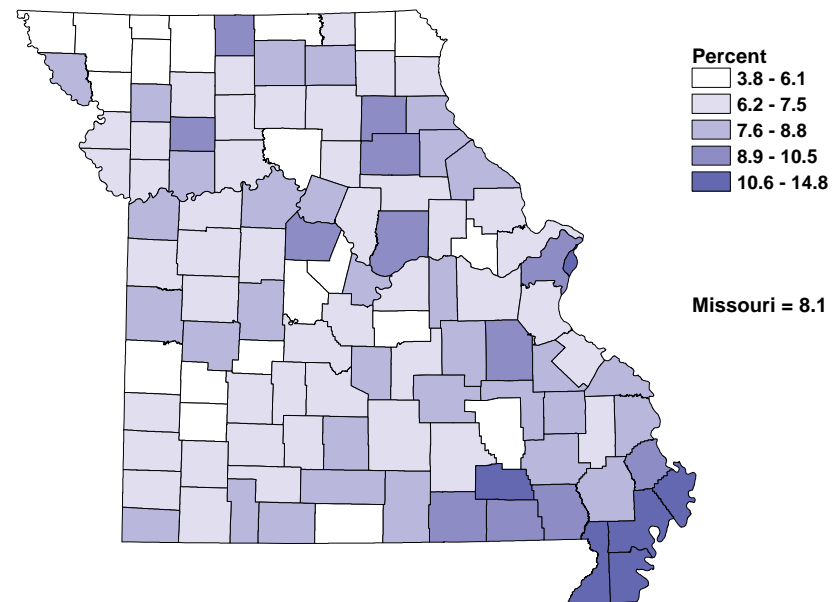 Percent
3.8 - 6.1
6.2 - 7.5
7.6 - 8.8
8.9 - 10.5
10.6 - 14.8
Missouri = 8.1